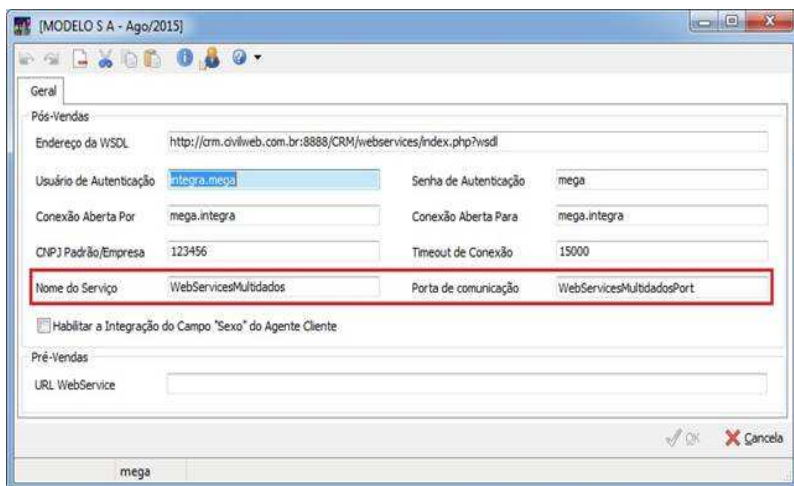 [MODELO S A - Ago/2015]
Geral
Pós-Vendas
Endereço da WSDL http://crm.civilweb.com.br:8888/CRM/webservices/index.php?wsdl
Usuário de Autenticação integra.mega Senha de Autenticação mega
Conexão Aberta Por mega.integra Conexão Aberta Para mega.integra
CNPJ Padrão/Empresa 123456 Timeout de Conexão 15000
Nome do Serviço WebServicesMultidados Porta de comunicação WebServicesMultidadosPort
Habilitar a Integração do Campo "Sexo" do Agente Cliente
Pré-Vendas
URL WebService
OK Cancela
mega